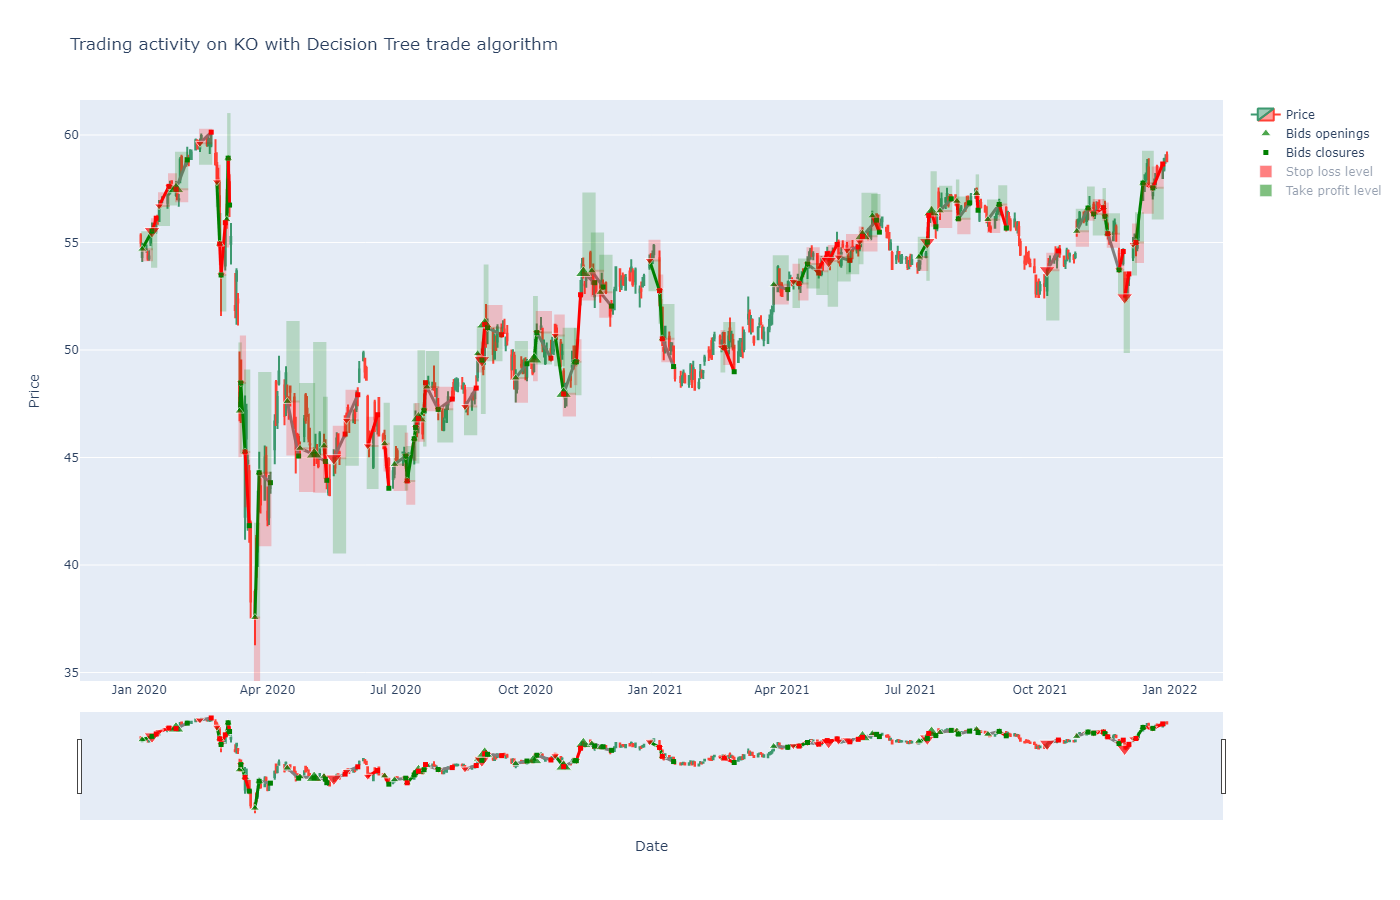 Trading activity on KO with Decision Tree trade algorithm
Price
Bids openings
Bids closures
Stop loss level
Take profit level
60
55
50
45
40
35
Price
Jan 2020 Apr 2020 Jul 2020 Oct 2020 Jan 2021 Apr 2021 Jul 2021 Oct 2021 Jan 2022
Date